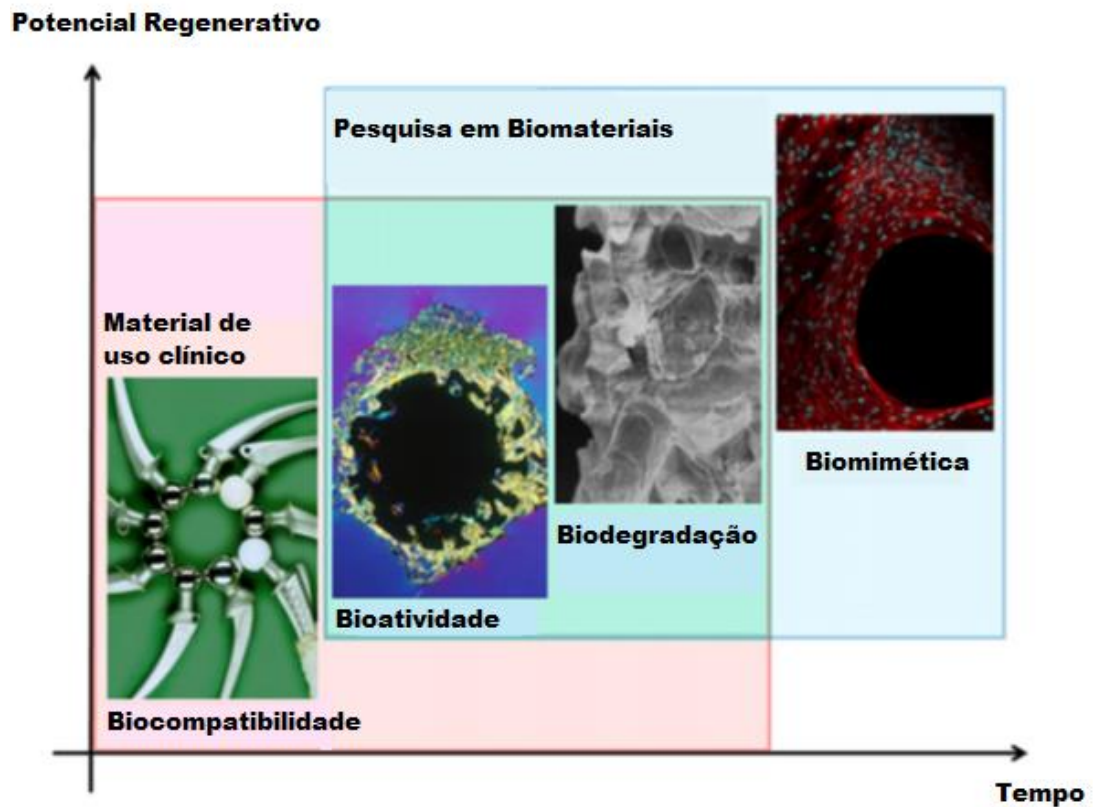 Potencial Regenerativo
Pesquisa em Biomateriais
Material de
uso clínico
Biomimética
Biodegradação
Bioatividade
Biocompatibilidade
Tempo